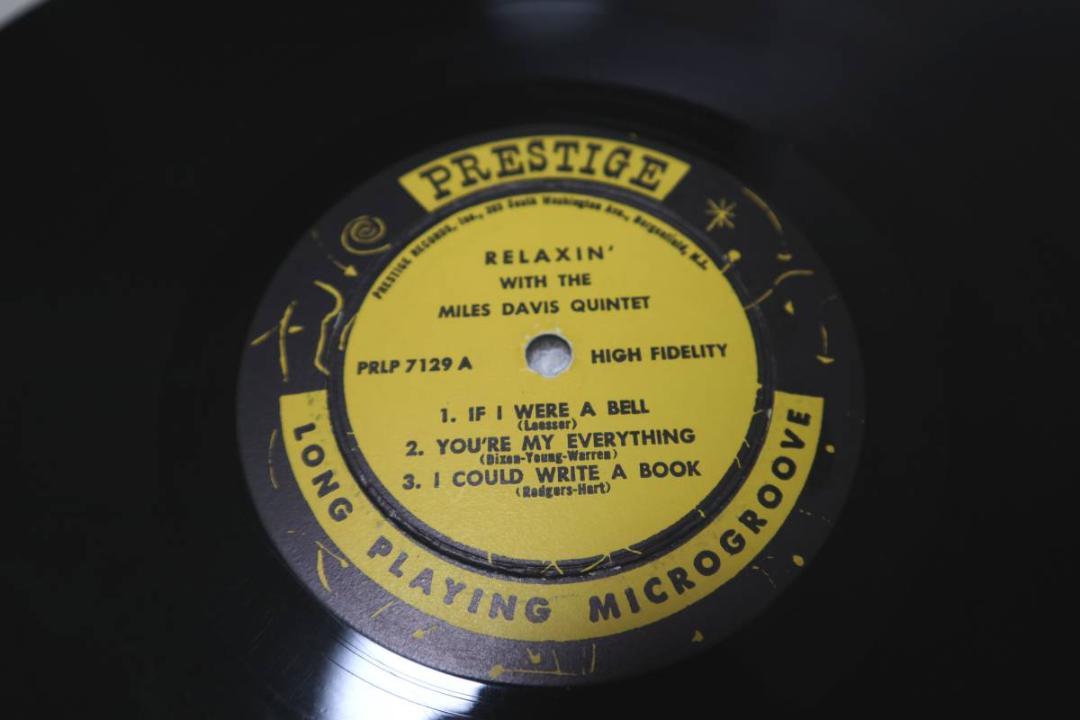 PRESTIGE
PRESTIGE RECORDS, Inc., 203 South Washington Ave., Bergenfield, N.J.
RELAXIN'
WITH THE
MILES DAVIS QUINTET
PRLP 7129 A
HIGH FIDELITY
1. IF I WERE A BELL
(Loesser)
2. YOU'RE MY EVERYTHING
(Dixon-Young-Warren)
3. I COULD WRITE A BOOK
(Rodgers-Hart)
LONG PLAYING MICROGROOVE